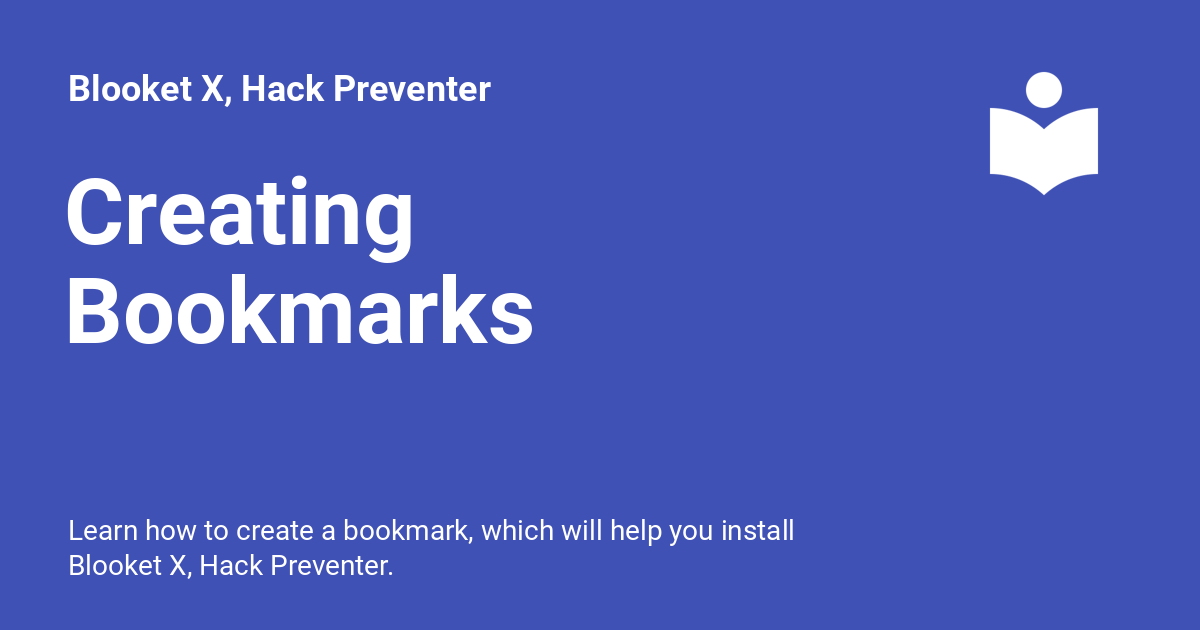 Blooket X, Hack Preventer
Creating
Bookmarks
Learn how to create a bookmark, which will help you install
Blooket X, Hack Preventer.